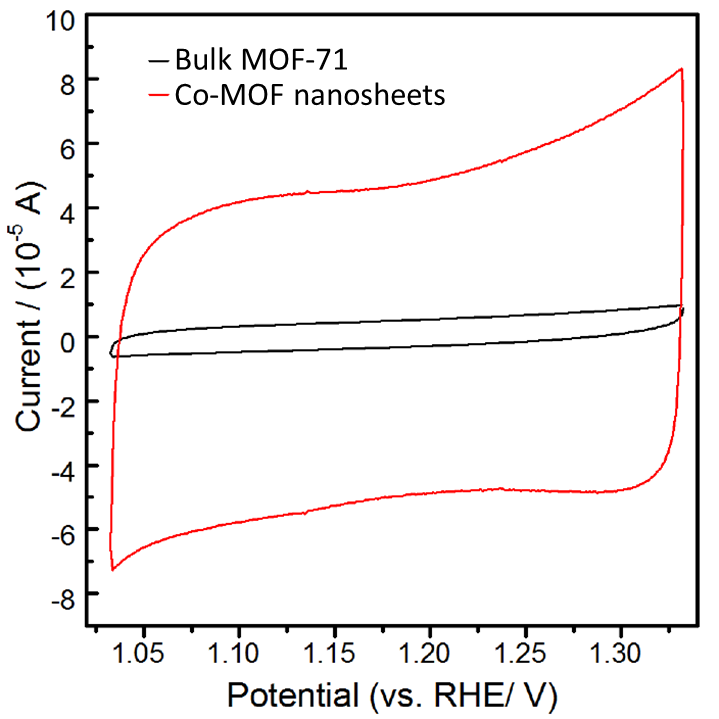 10
8
6
4
2
0
-2
-4
-6
-8
Current / (10⁻⁵ A)
Bulk MOF-71
Co-MOF nanosheets
1.05 1.10 1.15 1.20 1.25 1.30
Potential (vs. RHE/ V)